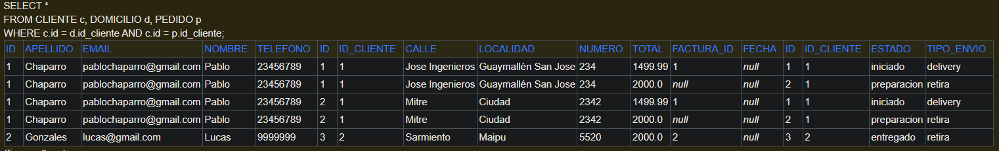 SELECT *
FROM CLIENTE c, DOMICILIO d, PEDIDO p
WHERE c.id = d.id_cliente AND c.id = p.id_cliente;
ID APELLIDO EMAIL NOMBRE TELEFONO ID ID_CLIENTE CALLE LOCALIDAD NUMERO TOTAL FACTURA_ID FECHA ID ID_CLIENTE ESTADO TIPO_ENVIO
1 Chaparro pablochaparro@gmail.com Pablo 23456789 1 1 Jose Ingenieros Guaymallén San Jose 234 1499.99 1 null 1 1 iniciado delivery
1 Chaparro pablochaparro@gmail.com Pablo 23456789 1 1 Jose Ingenieros Guaymallén San Jose 234 2000.0 null null 2 1 preparacion retira
1 Chaparro pablochaparro@gmail.com Pablo 23456789 2 1 Mitre Ciudad 2342 1499.99 1 null 1 1 iniciado delivery
1 Chaparro pablochaparro@gmail.com Pablo 23456789 2 1 Mitre Ciudad 2342 2000.0 null null 2 1 preparacion retira
2 Gonzales lucas@gmail.com Lucas 9999999 3 2 Sarmiento Maipu 5520 2000.0 2 null 3 2 entregado retira